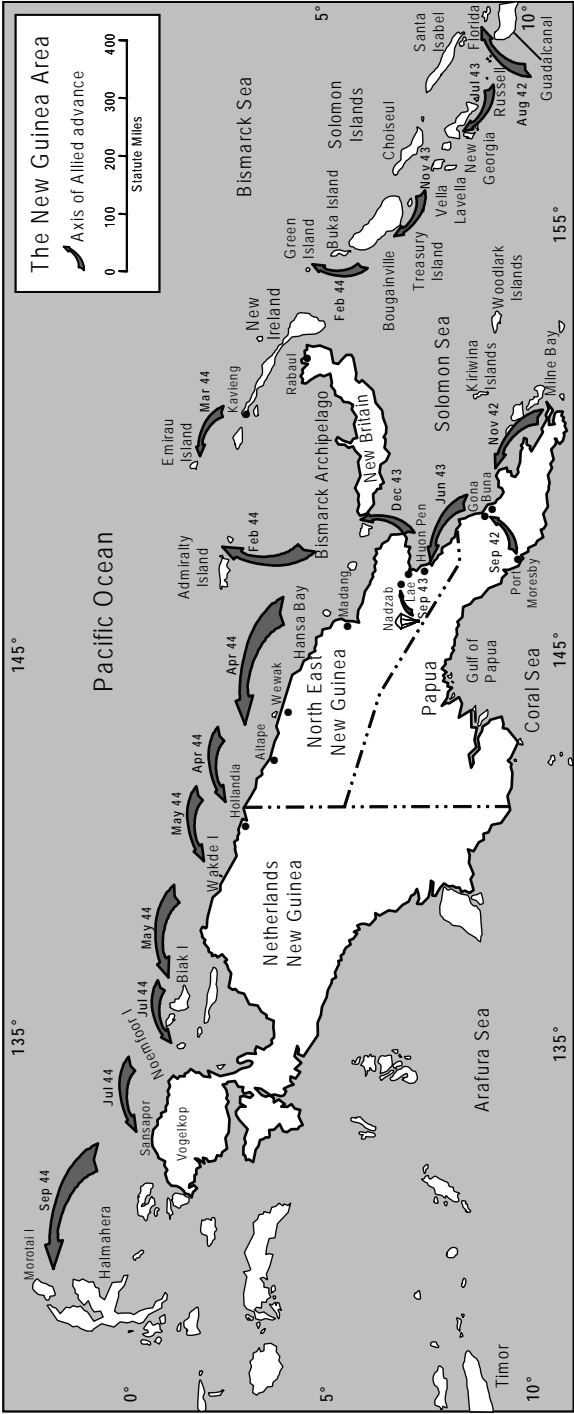 The New Guinea Area
Axis of Allied advance
0 100 200 300 400
Statute Miles
135°
145°
Pacific Ocean
Morotai I
Sep 44
Halmahera
Jul 44
Sansapor
Vogelkop
Noemfoor I
Jul 44
Biak I
May 44
Wakde I
May 44
Hollandia
Apr 44
Aitape
Wewak
Apr 44
Hansa Bay
Madang
Admiralty
Island
Feb 44
Emirau
Island
Mar 44
Kavieng
New
Ireland
Bismarck Archipelago
Rabaul
New Britain
Dec 43
Green
Island
Feb 44
Buka Island
Bougainville
Bismarck Sea
Solomon
Islands
Choiseul
Santa
Isabel
Florida
Treasury
Island
Nov 43
Vella
Lavella
New
Georgia
Jul 43
Russell
Aug 42
Guadalcanal
Netherlands
New Guinea
North East
New Guinea
Papua
Nadzab
Lae
Sep 43
Huon Pen
Jun 43
Gona
Buna
Sep 42
Port
Moresby
Nov 42
Milne Bay
Solomon Sea
Kiriwina
Islands
Woodlark
Islands
Gulf of
Papua
Coral Sea
Arafura Sea
Timor
0°
5°
10°
5°
10°
135°
145°
155°